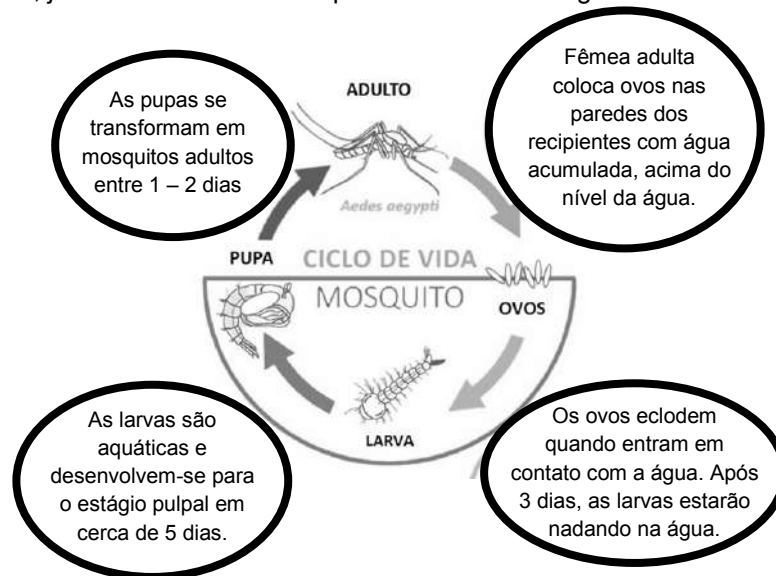 As pupas se
transformam em
mosquitos adultos
entre 1 – 2 dias
ADULTO
Fêmea adulta
coloca ovos nas
paredes dos
recipientes com água
acumulada, acima do
nível da água.
Aedes aegypti
PUPA
CICLO DE VIDA
MOSQUITO
OVOS
LARVA
As larvas são
aquáticas e
desenvolvem-se para
o estágio pulpal em
cerca de 5 dias.
Os ovos eclodem
quando entram em
contato com a água. Após
3 dias, as larvas estarão
nadando na água.